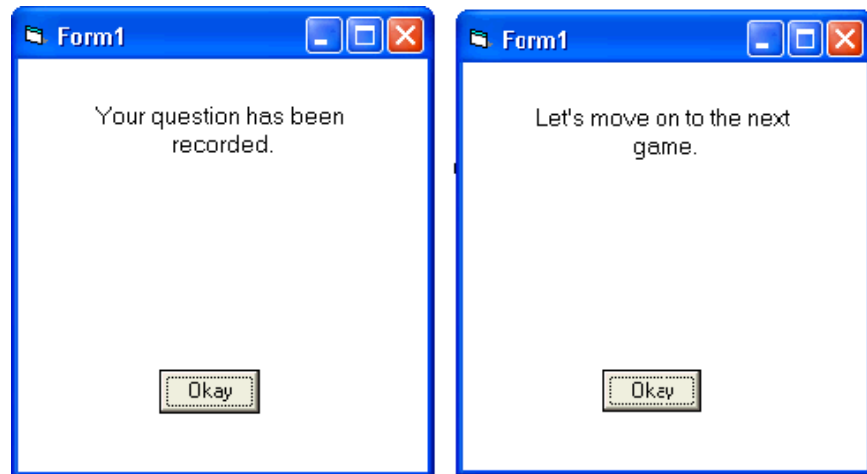 Form1
Your question has been
recorded.
Okay
Form1
Let's move on to the next
game.
Okay